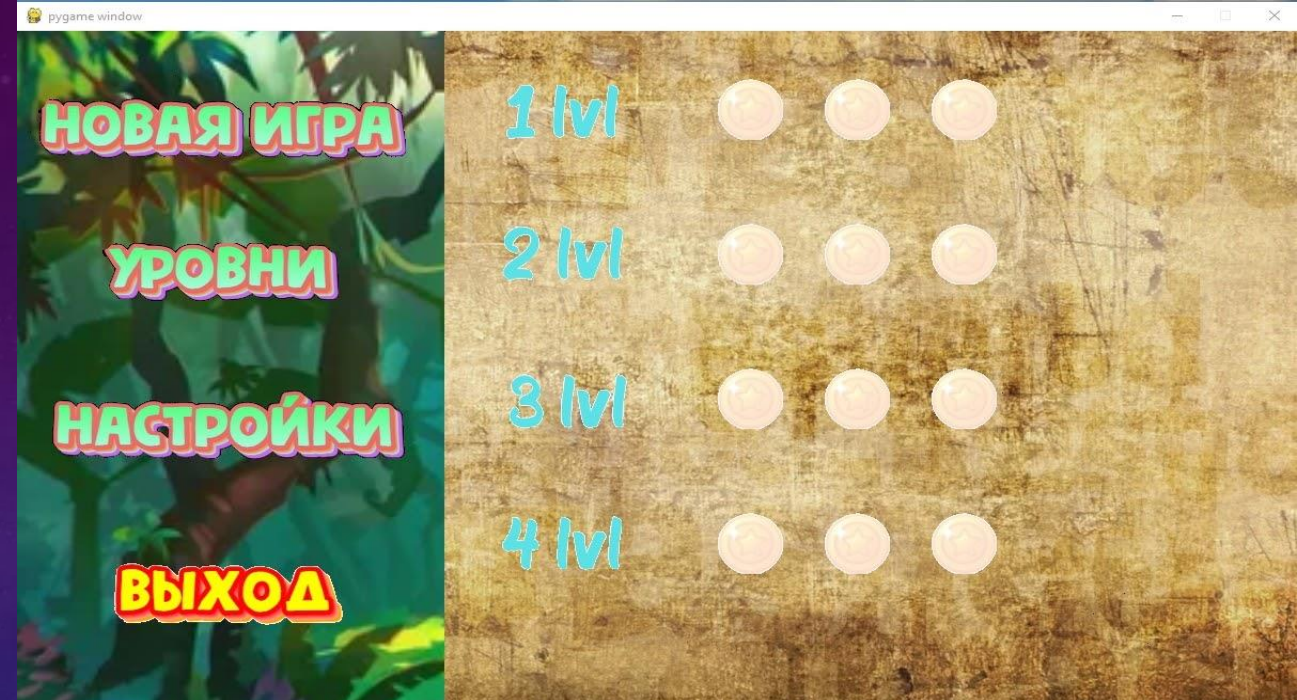 pygame window
НОВАЯ ИГРА
УРОВНИ
НАСТРОЙКИ
ВЫХОД
1 lvl
2 lvl
3 lvl
4 lvl